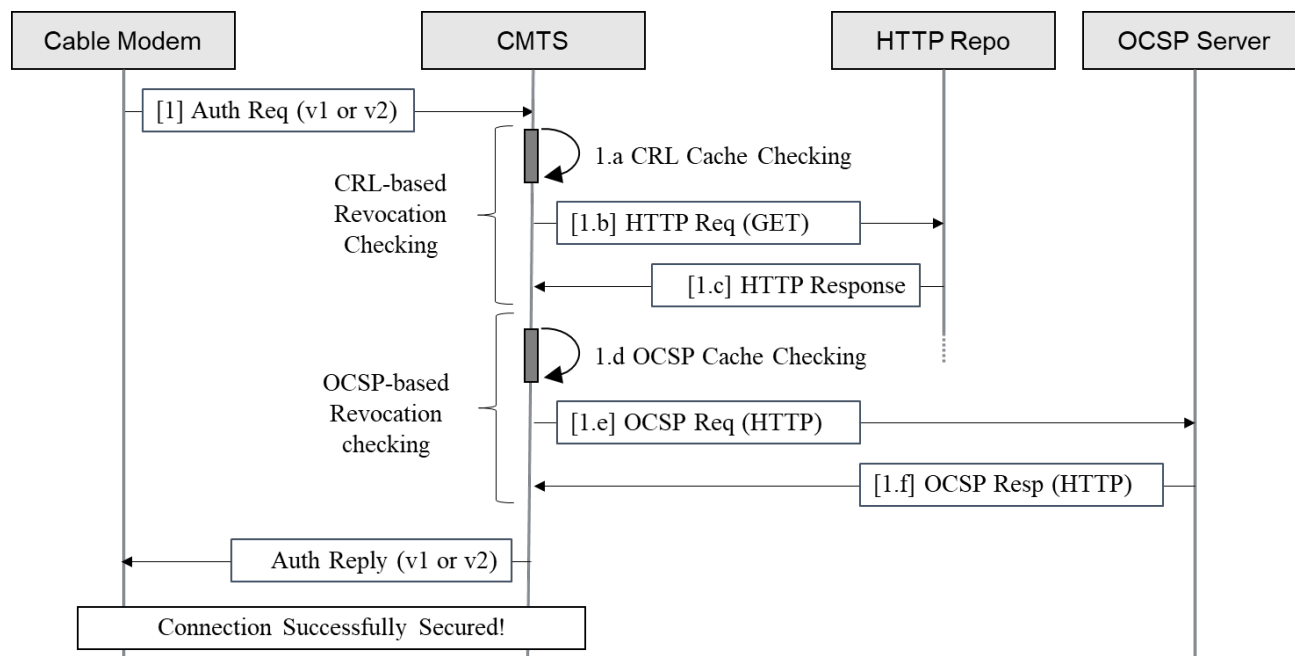 Cable Modem
CMTS
HTTP Repo
OCSP Server
[1] Auth Req (v1 or v2)
1.a CRL Cache Checking
CRL-based
Revocation
Checking
[1.b] HTTP Req (GET)
[1.c] HTTP Response
1.d OCSP Cache Checking
OCSP-based
Revocation
checking
[1.e] OCSP Req (HTTP)
[1.f] OCSP Resp (HTTP)
Auth Reply (v1 or v2)
Connection Successfully Secured!